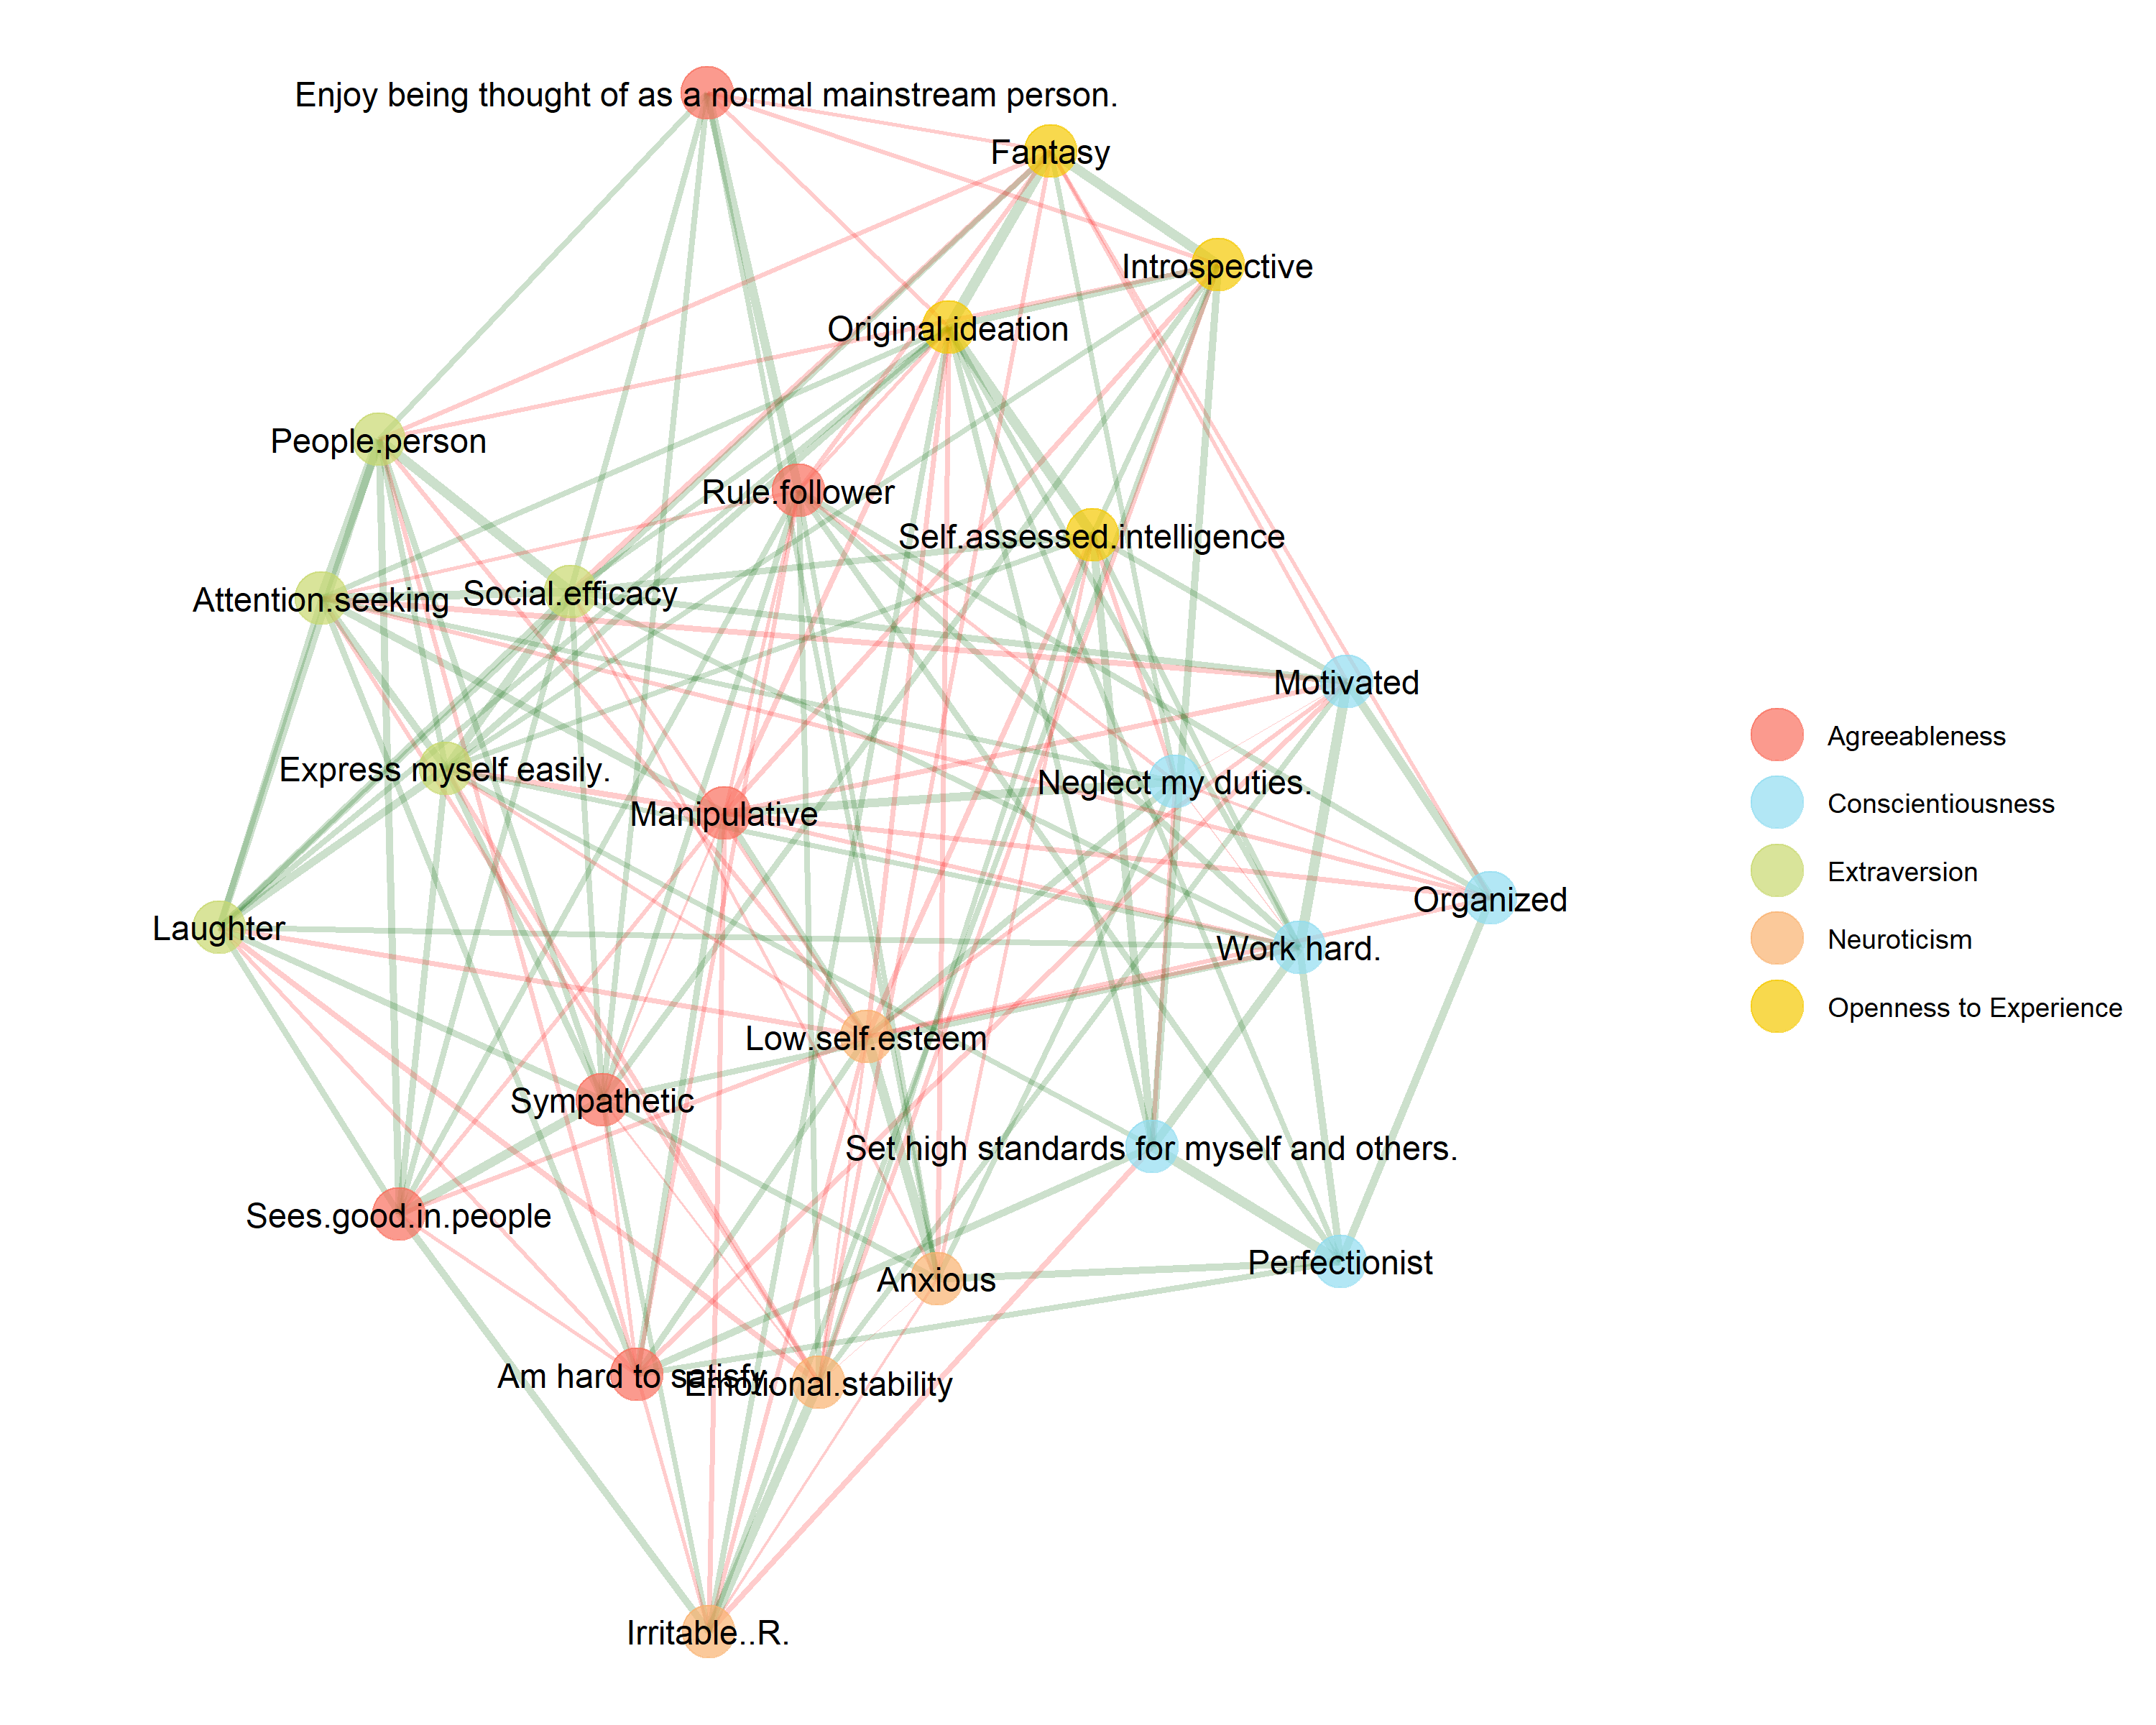 Enjoy being thought of as a normal mainstream person.
Fantasy
Introspective
Original.ideation
People.person
Rule.follower
Self.assessed.intelligence
Attention.seeking
Social.efficacy
Motivated
Express myself easily.
Neglect my duties.
Manipulative
Organized
Laughter
Work hard.
Low.self.esteem
Sympathetic
Set high standards for myself and others.
Sees.good.in.people
Perfectionist
Anxious
Am hard to satisfy.
Emotional.stability
Irritable..R.
Agreeableness
Conscientiousness
Extraversion
Neuroticism
Openness to Experience